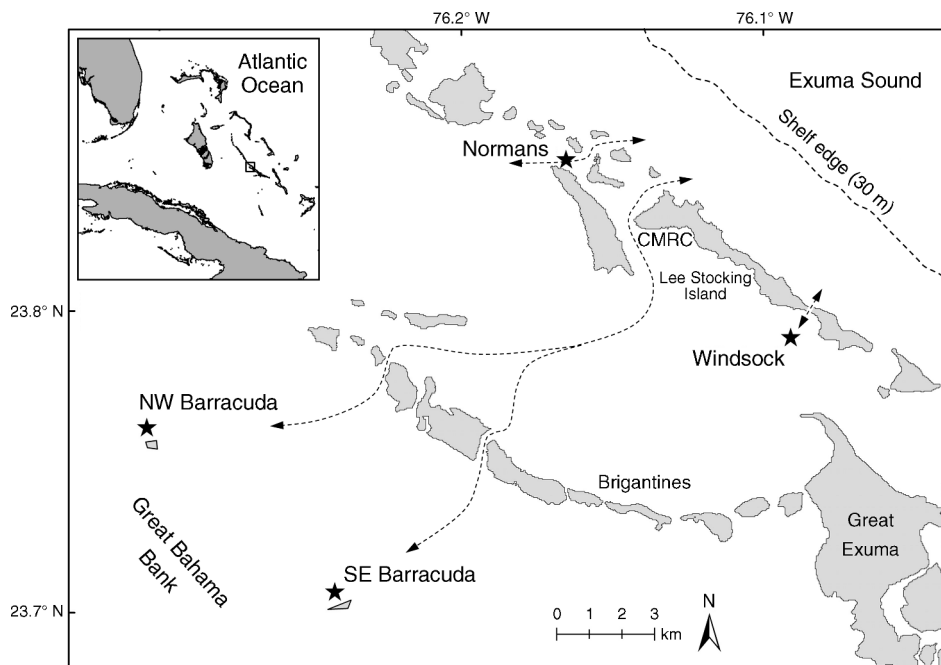 76.2° W
76.1° W
Atlantic
Ocean
Exuma Sound
Shelf edge (30 m)
Normans
CMRC
Lee Stocking
Island
23.8° N
Windsock
NW Barracuda
Brigantines
Great Bahama
Bank
Great
Exuma
SE Barracuda
23.7° N
0 1 2 3
km
N